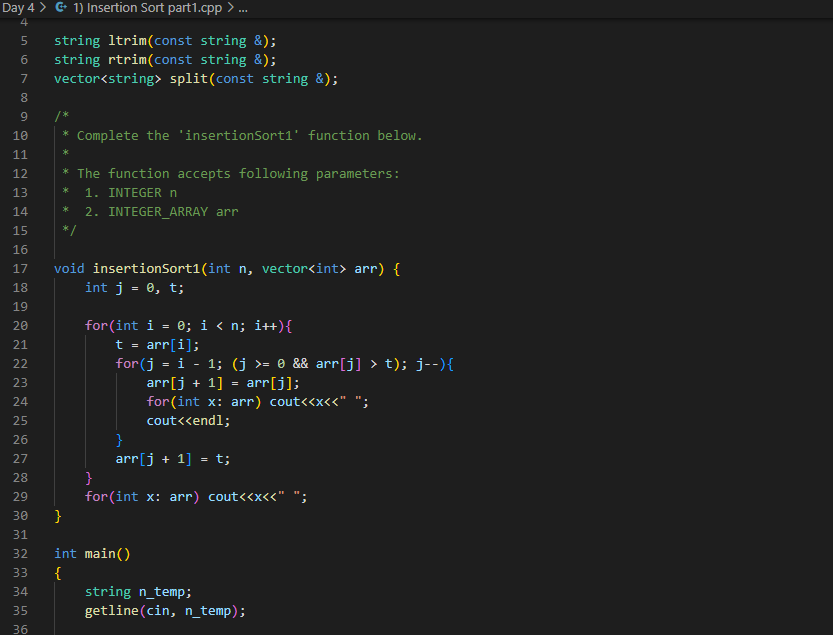 Day 4 > 1) Insertion Sort part1.cpp > ...
4
5 string ltrim(const string &);
6 string rtrim(const string &);
7 vector<string> split(const string &);
8
9 /*
10  * Complete the 'insertionSort1' function below.
11  *
12  * The function accepts following parameters:
13  *  1. INTEGER n
14  *  2. INTEGER_ARRAY arr
15  */
16
17 void insertionSort1(int n, vector<int> arr) {
18     int j = 0, t;
19
20     for(int i = 0; i < n; i++){
21         t = arr[i];
22         for(j = i - 1; (j >= 0 && arr[j] > t); j--){
23             arr[j + 1] = arr[j];
24             for(int x: arr) cout<<x<<" ";
25             cout<<endl;
26         }
27         arr[j + 1] = t;
28     }
29     for(int x: arr) cout<<x<<" ";
30 }
31
32 int main()
33 {
34     string n_temp;
35     getline(cin, n_temp);
36